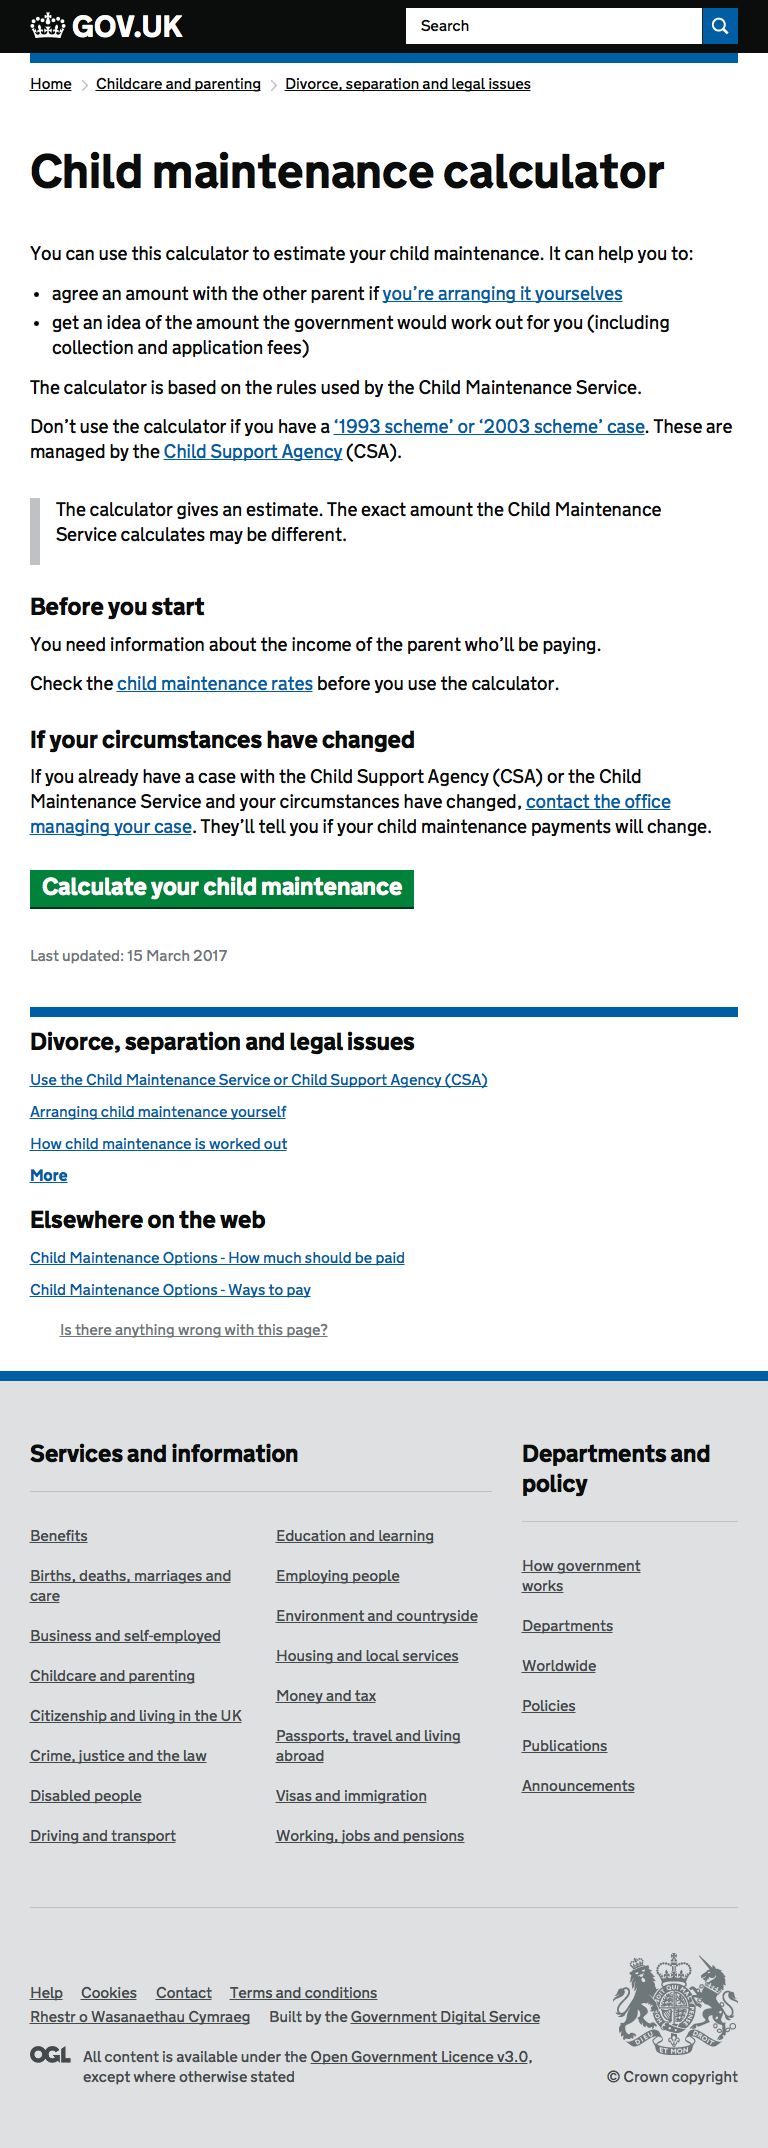 GOV.UK
Search
Home
Childcare and parenting
Divorce, separation and legal issues
Child maintenance calculator
You can use this calculator to estimate your child maintenance. It can help you to:
• agree an amount with the other parent if you’re arranging it yourselves
• get an idea of the amount the government would work out for you (including
collection and application fees)
The calculator is based on the rules used by the Child Maintenance Service.
Don’t use the calculator if you have a ‘1993 scheme’ or ‘2003 scheme’ case. These are
managed by the Child Support Agency (CSA).
The calculator gives an estimate. The exact amount the Child Maintenance
Service calculates may be different.
Before you start
You need information about the income of the parent who’ll be paying.
Check the child maintenance rates before you use the calculator.
If your circumstances have changed
If you already have a case with the Child Support Agency (CSA) or the Child
Maintenance Service and your circumstances have changed, contact the office
managing your case. They’ll tell you if your child maintenance payments will change.
Calculate your child maintenance
Last updated: 15 March 2017
Divorce, separation and legal issues
Use the Child Maintenance Service or Child Support Agency (CSA)
Arranging child maintenance yourself
How child maintenance is worked out
More
Elsewhere on the web
Child Maintenance Options - How much should be paid
Child Maintenance Options - Ways to pay
Is there anything wrong with this page?
Services and information
Benefits
Births, deaths, marriages and
care
Business and self-employed
Childcare and parenting
Citizenship and living in the UK
Crime, justice and the law
Disabled people
Driving and transport
Education and learning
Employing people
Environment and countryside
Housing and local services
Money and tax
Passports, travel and living
abroad
Visas and immigration
Working, jobs and pensions
Departments and
policy
How government
works
Departments
Worldwide
Policies
Publications
Announcements
Help Cookies Contact Terms and conditions
Rhestr o Wasanaethau Cymraeg Built by the Government Digital Service
OGL All content is available under the Open Government Licence v3.0,
except where otherwise stated
DIEU ET MON DROIT
© Crown copyright